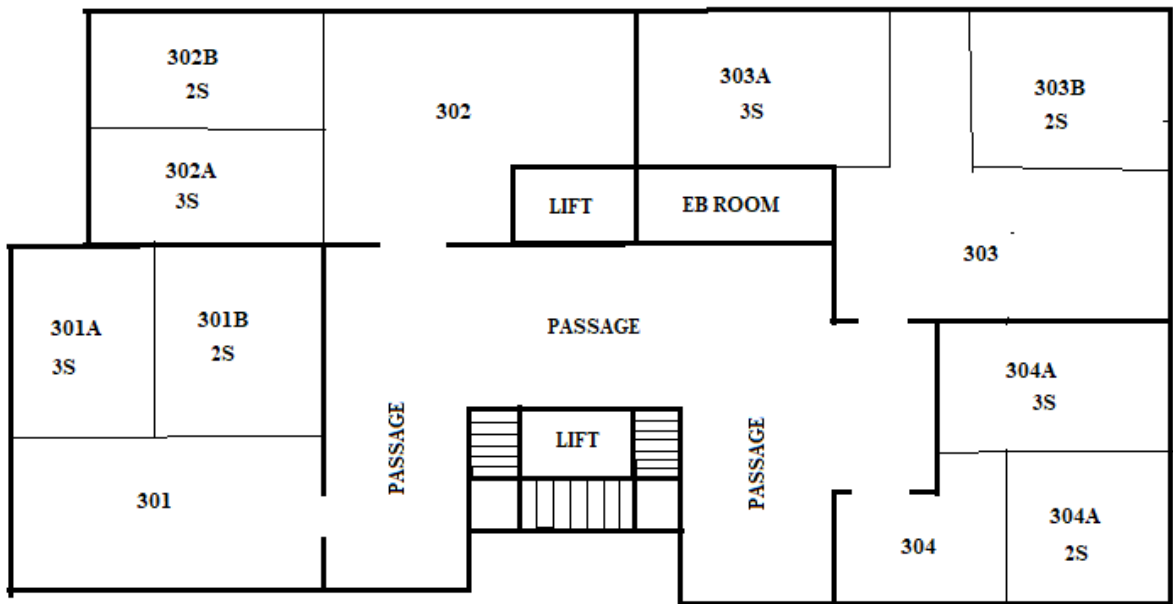 302B
2S
302
303A
3S
303B
2S
302A
3S
LIFT
EB ROOM
303
301A
3S
301B
2S
PASSAGE
304A
3S
PASSAGE
LIFT
PASSAGE
301
304
304A
2S